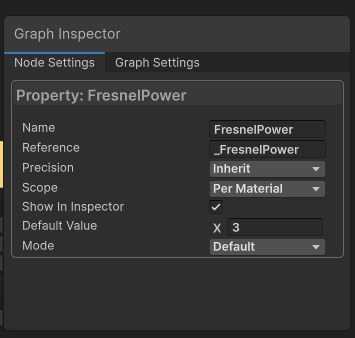 Graph Inspector
Node Settings Graph Settings
Property: FresnelPower
Name FresnelPower
Reference _FresnelPower
Precision Inherit
Scope Per Material
Show In Inspector
Default Value X 3
Mode Default